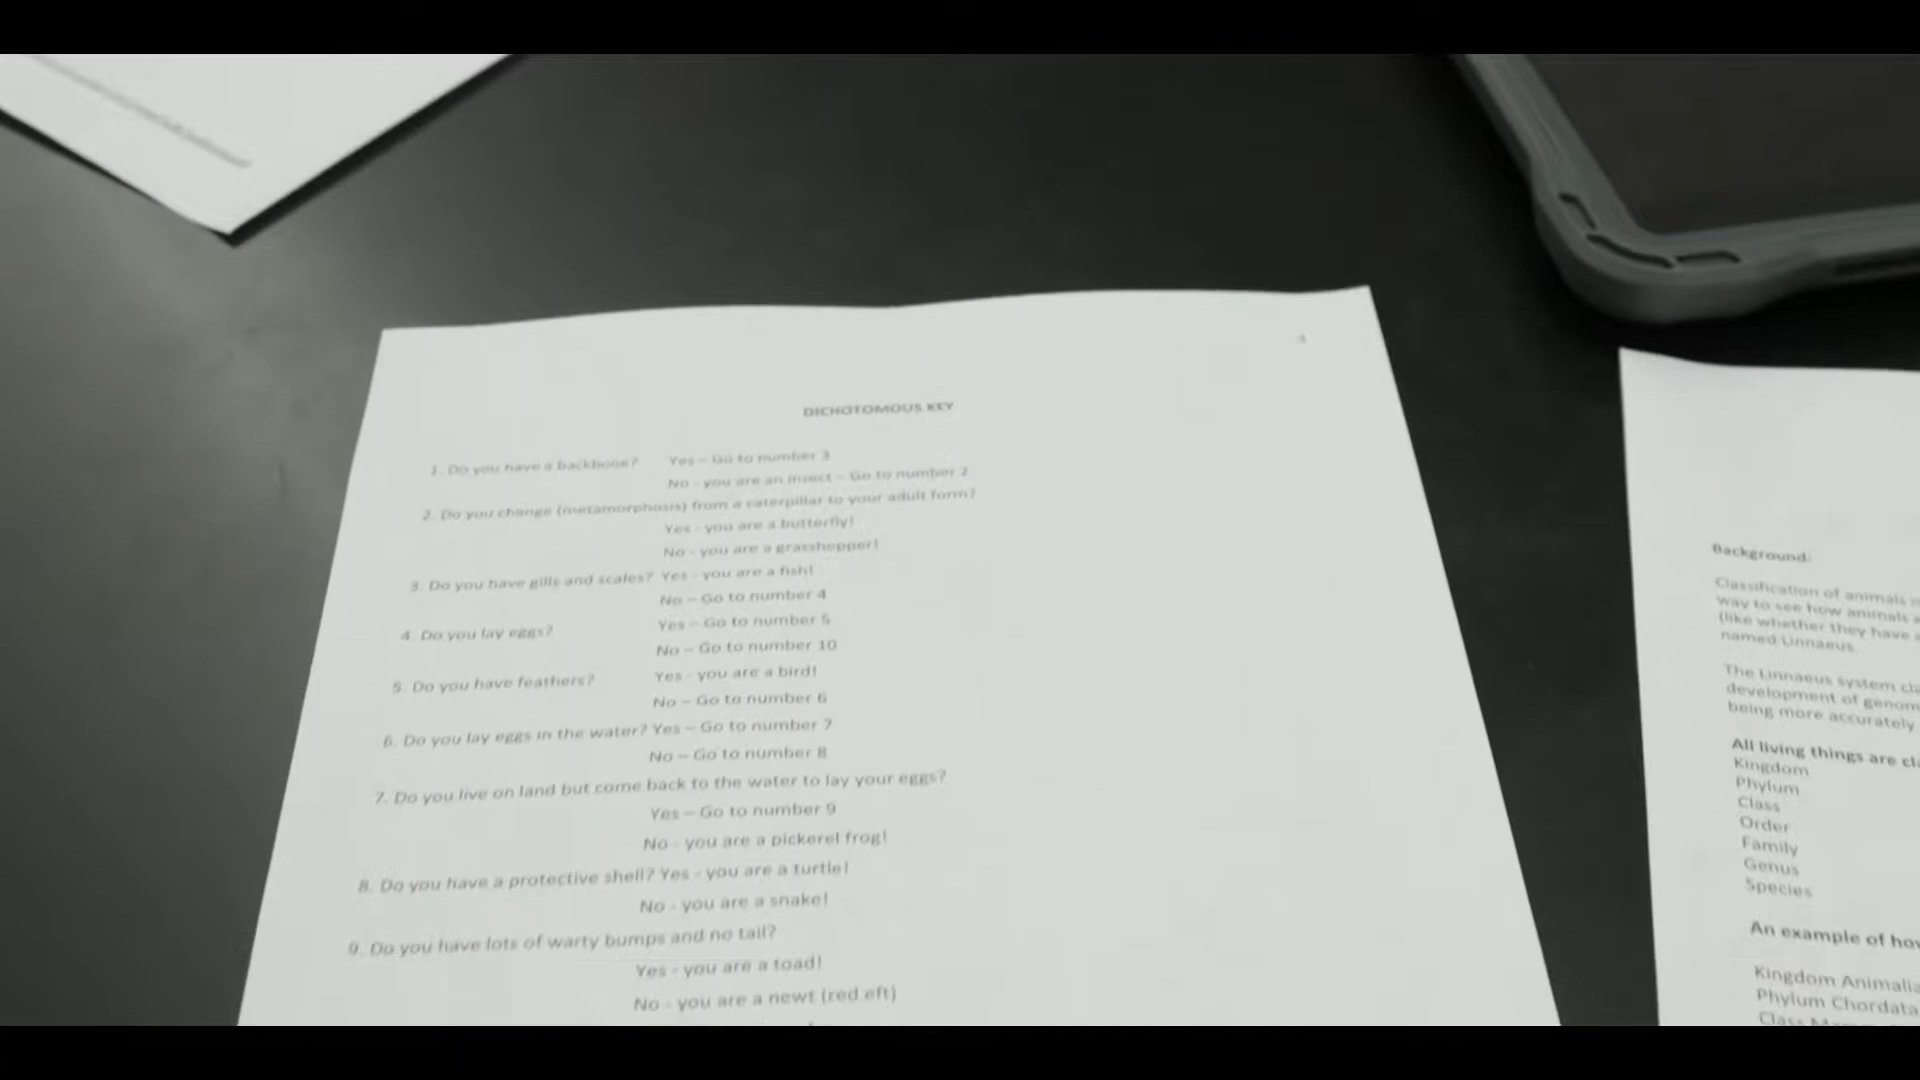 DICHOTOMOUS KEY
1. Do you have a backbone? Yes – Go to number 3
No - you are an insect – Go to number 2
2. Do you change (metamorphosis) from a caterpillar to your adult form?
Yes - you are a butterfly!
No - you are a grasshopper!
3. Do you have gills and scales? Yes - you are a fish!
No – Go to number 4
4. Do you lay eggs? Yes – Go to number 5
No – Go to number 10
5. Do you have feathers? Yes - you are a bird!
No – Go to number 6
6. Do you lay eggs in the water? Yes – Go to number 7
No – Go to number 8
7. Do you live on land but come back to the water to lay your eggs?
Yes – Go to number 9
No - you are a pickerel frog!
8. Do you have a protective shell? Yes - you are a turtle!
No - you are a snake!
9. Do you have lots of warty bumps and no tail?
Yes - you are a toad!
No - you are a newt (red eft)
Background:
Classification of animals
way to see how animals
(like whether they have
named Linnaeus.
The Linnaeus system
development of
being more accurately
All living things are
Kingdom
Phylum
Class
Order
Family
Genus
Species
An example of
Kingdom Animalia
Phylum Chordata
Class